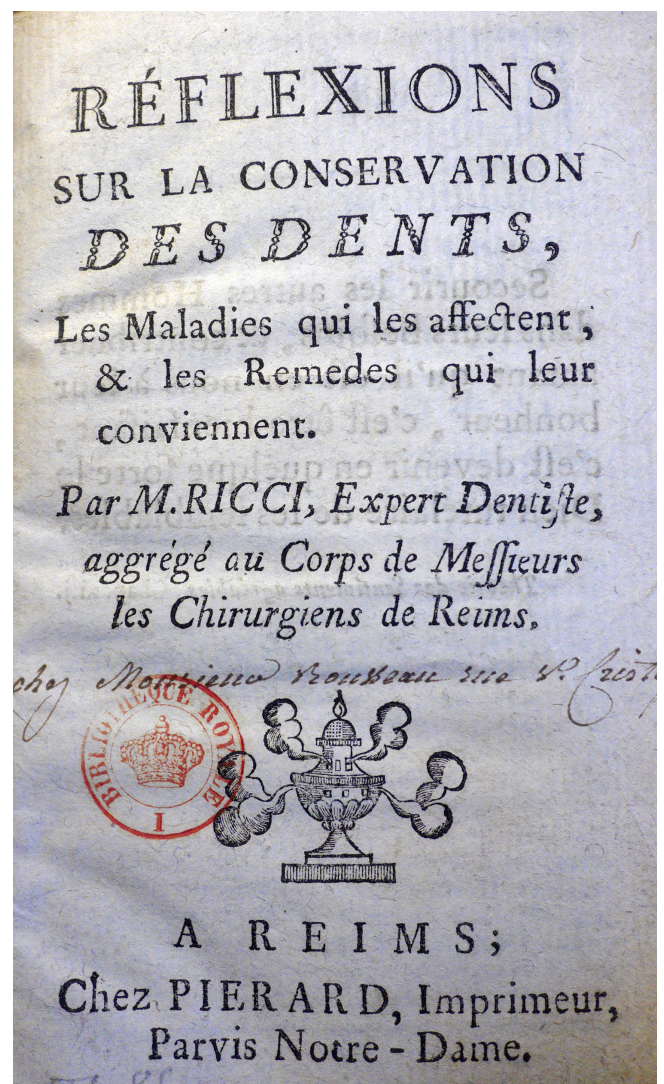 RÉFLEXIONS
SUR LA CONSERVATION
DES DENTS,
Les Maladies qui les affectent,
& les Remedes qui leur
conviennent.
Par M. RICCI, Expert Dentiste,
aggrégé au Corps de Messieurs
les Chirurgiens de Reims.
chez Monsieur rouveau rue
BIBLIOTHEQUE ROYALE
I
A REIMS;
Chez PIERARD, Imprimeur,
Parvis Notre-Dame.